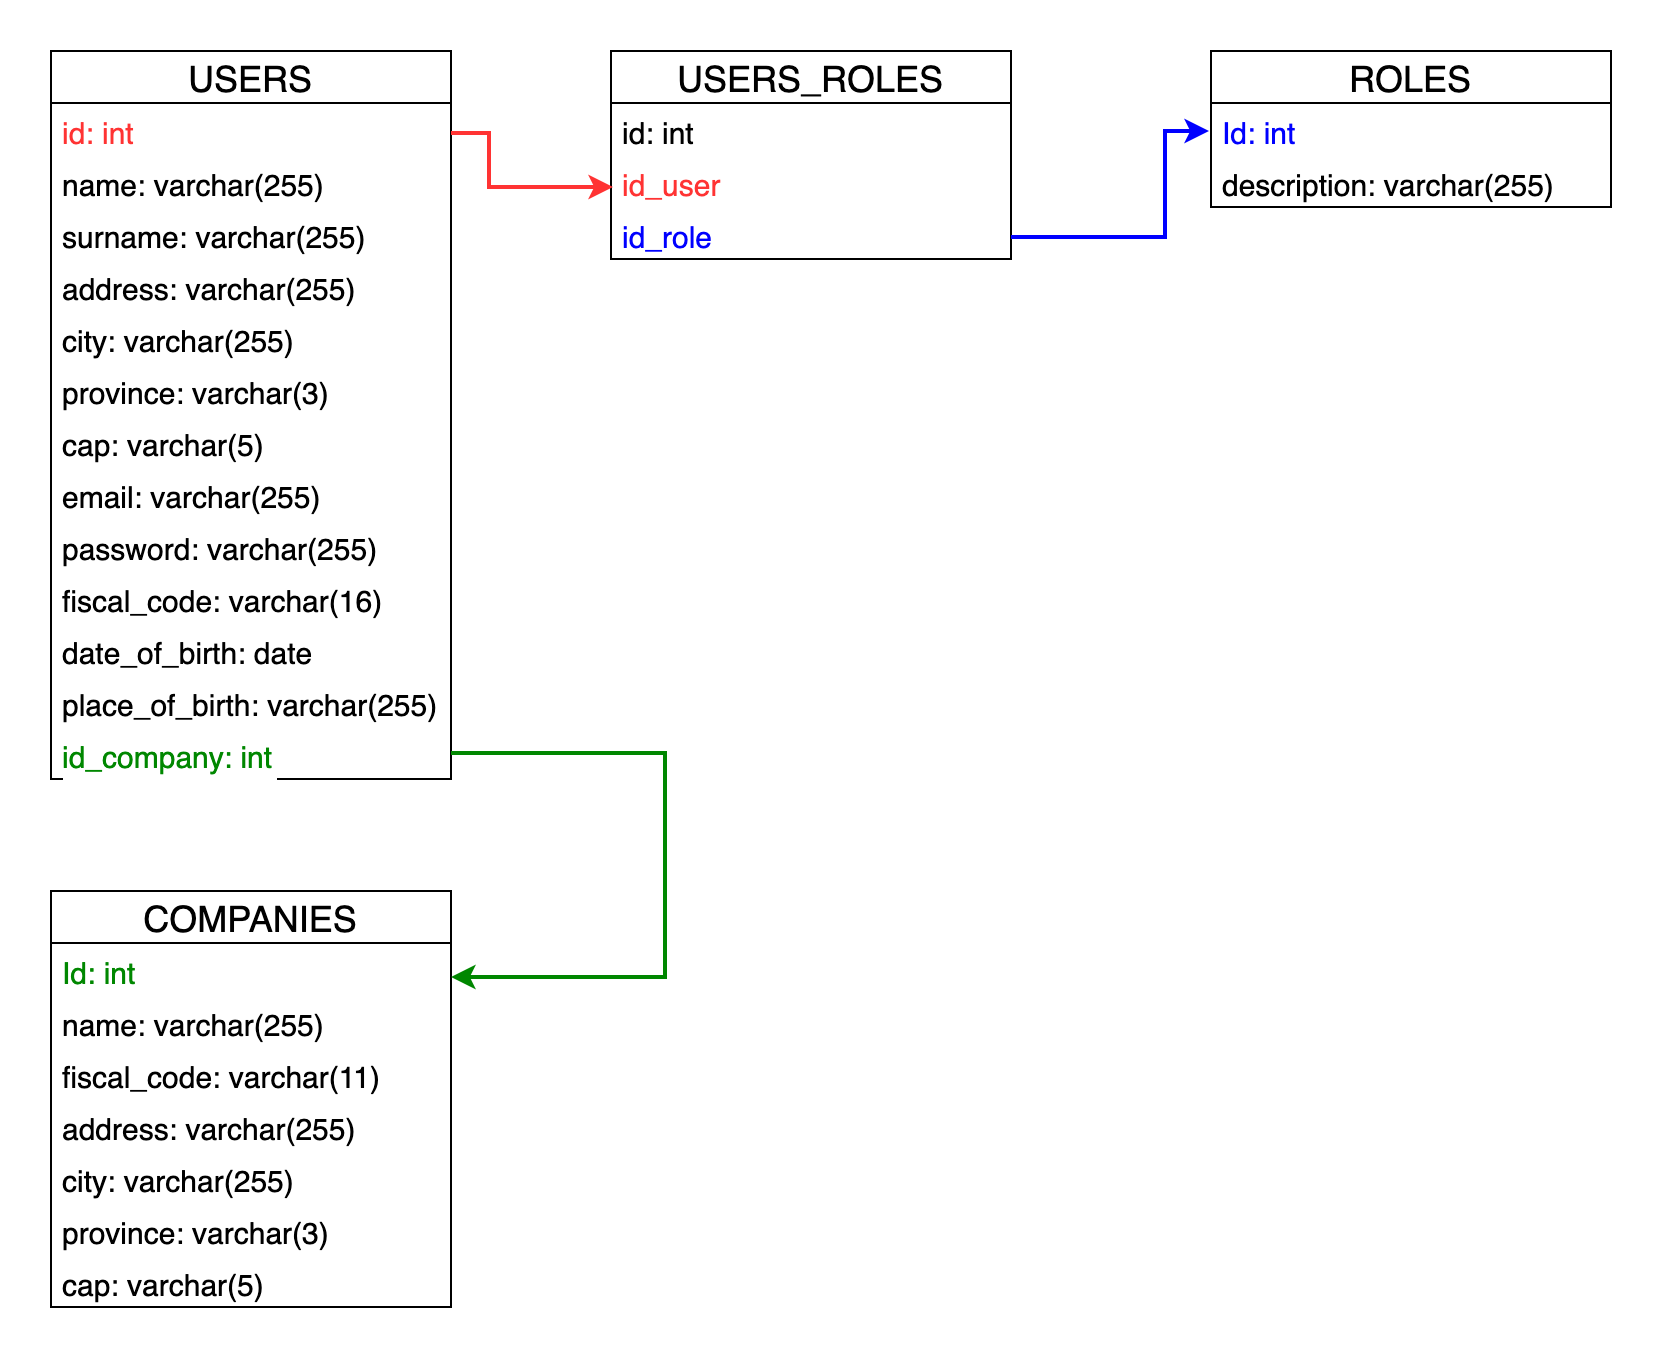 USERS
id: int
name: varchar(255)
surname: varchar(255)
address: varchar(255)
city: varchar(255)
province: varchar(3)
cap: varchar(5)
email: varchar(255)
password: varchar(255)
fiscal_code: varchar(16)
date_of_birth: date
place_of_birth: varchar(255)
id_company: int
USERS_ROLES
id: int
id_user
id_role
ROLES
Id: int
description: varchar(255)
COMPANIES
Id: int
name: varchar(255)
fiscal_code: varchar(11)
address: varchar(255)
city: varchar(255)
province: varchar(3)
cap: varchar(5)